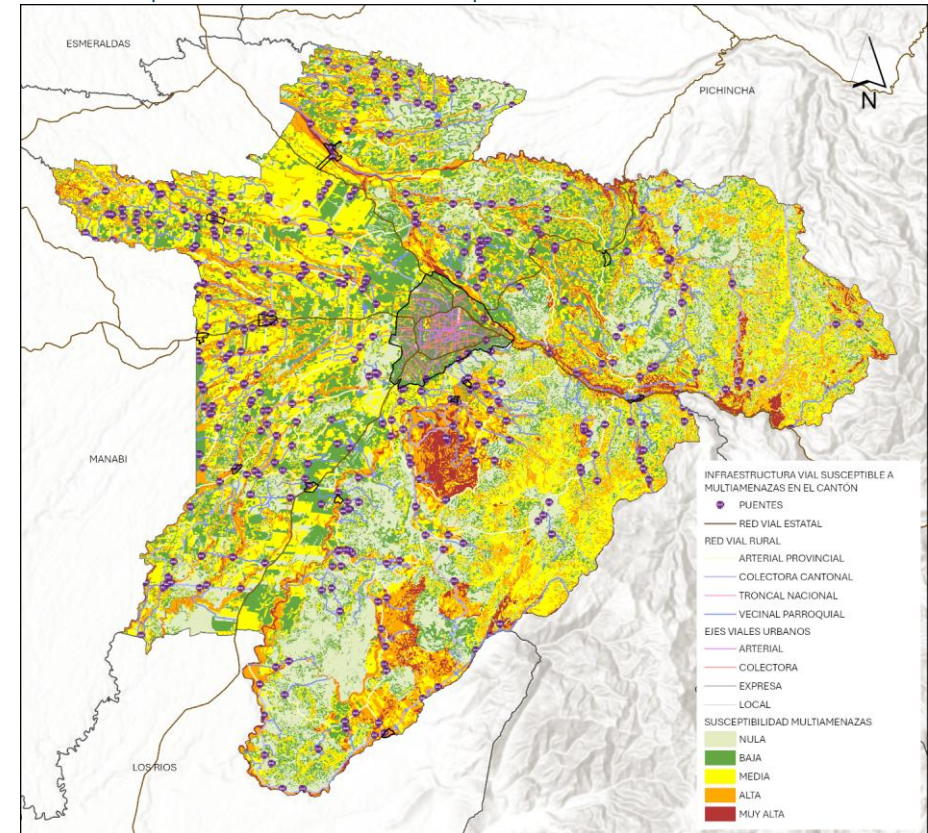 ESMERALDAS
PICHINCHA
N
MANABI
LOS RIOS
INFRAESTRUCTURA VIAL SUSCEPTIBLE A
MULTIAMENAZAS EN EL CANTÓN
PUENTES
RED VIAL ESTATAL
RED VIAL RURAL
ARTERIAL PROVINCIAL
COLECTORA CANTONAL
TRONCAL NACIONAL
VECINAL PARROQUIAL
EJES VIALES URBANOS
ARTERIAL
COLECTORA
EXPRESA
LOCAL
SUSCEPTIBILIDAD MULTIAMENAZAS
NULA
BAJA
MEDIA
ALTA
MUY ALTA